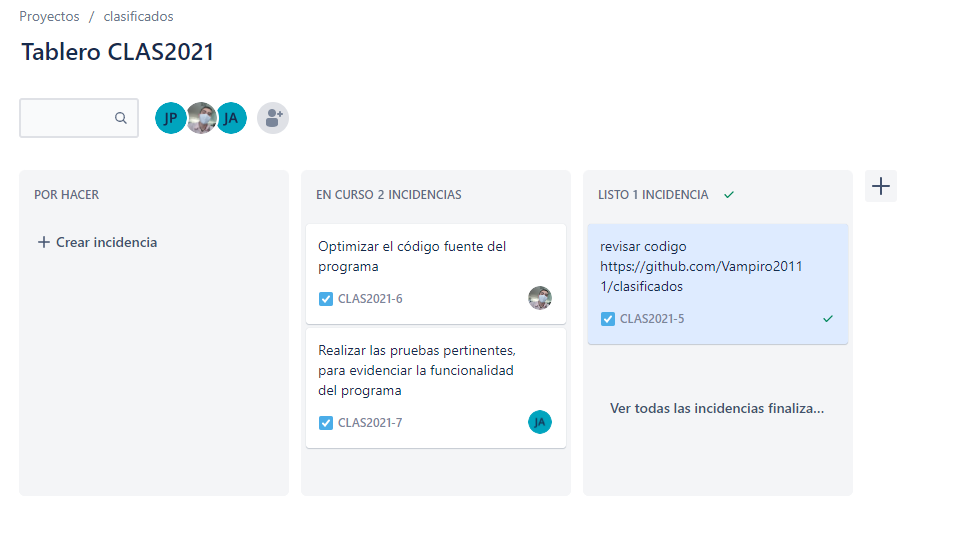 Proyectos / clasificados
Tablero CLAS2021
JP JA
POR HACER
+ Crear incidencia
EN CURSO 2 INCIDENCIAS
Optimizar el código fuente del
programa
CLAS2021-6
Realizar las pruebas pertinentes,
para evidenciar la funcionalidad
del programa
CLAS2021-7
JA
LISTO 1 INCIDENCIA
revisar codigo
https://github.com/Vampiro2011
1/clasificados
CLAS2021-5
Ver todas las incidencias finaliza...